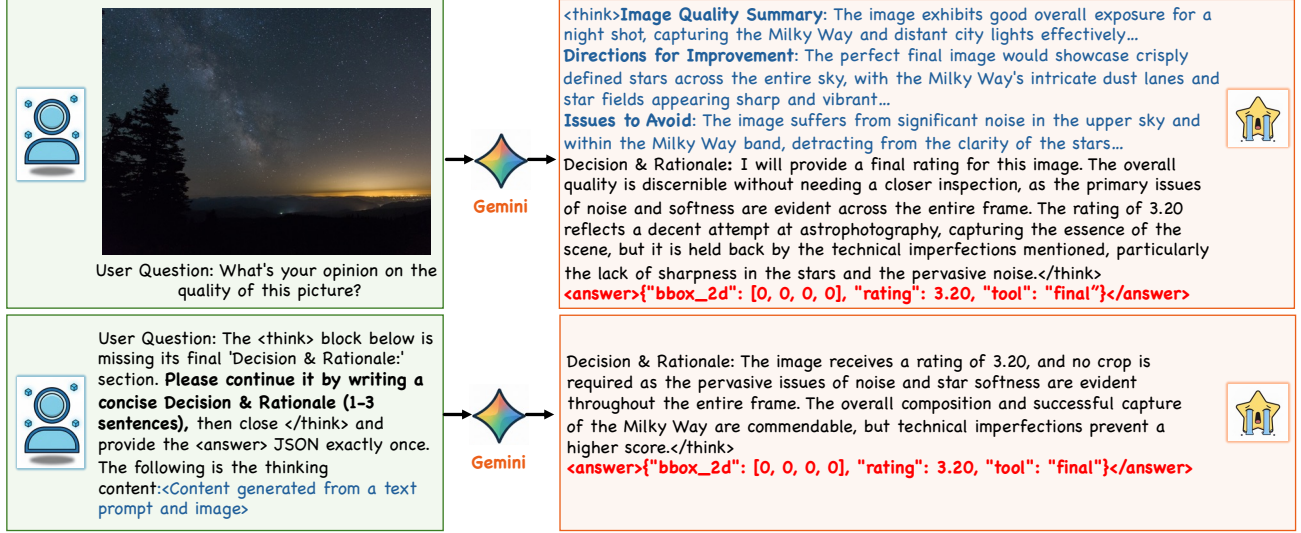 User Question: What's your opinion on the
quality of this picture?
Gemini
<think>Image Quality Summary: The image exhibits good overall exposure for a
night shot, capturing the Milky Way and distant city lights effectively...
Directions for Improvement: The perfect final image would showcase crisply
defined stars across the entire sky, with the Milky Way's intricate dust lanes and
star fields appearing sharp and vibrant...
Issues to Avoid: The image suffers from significant noise in the upper sky and
within the Milky Way band, detracting from the clarity of the stars...
Decision & Rationale: I will provide a final rating for this image. The overall
quality is discernible without needing a closer inspection, as the primary issues
of noise and softness are evident across the entire frame. The rating of 3.20
reflects a decent attempt at astrophotography, capturing the essence of the
scene, but it is held back by the technical imperfections mentioned, particularly
the lack of sharpness in the stars and the pervasive noise.</think>
<answer>{"bbox_2d": [0, 0, 0, 0], "rating": 3.20, "tool": "final"}</answer>
User Question: The <think> block below is
missing its final 'Decision & Rationale:'
section. Please continue it by writing a
concise Decision & Rationale (1-3
sentences), then close </think> and
provide the <answer> JSON exactly once.
The following is the thinking
content:<Content generated from a text
prompt and image>
Gemini
Decision & Rationale: The image receives a rating of 3.20, and no crop is
required as the pervasive issues of noise and star softness are evident
throughout the entire frame. The overall composition and successful capture
of the Milky Way are commendable, but technical imperfections prevent a
higher score.</think>
<answer>{"bbox_2d": [0, 0, 0, 0], "rating": 3.20, "tool": "final"}</answer>